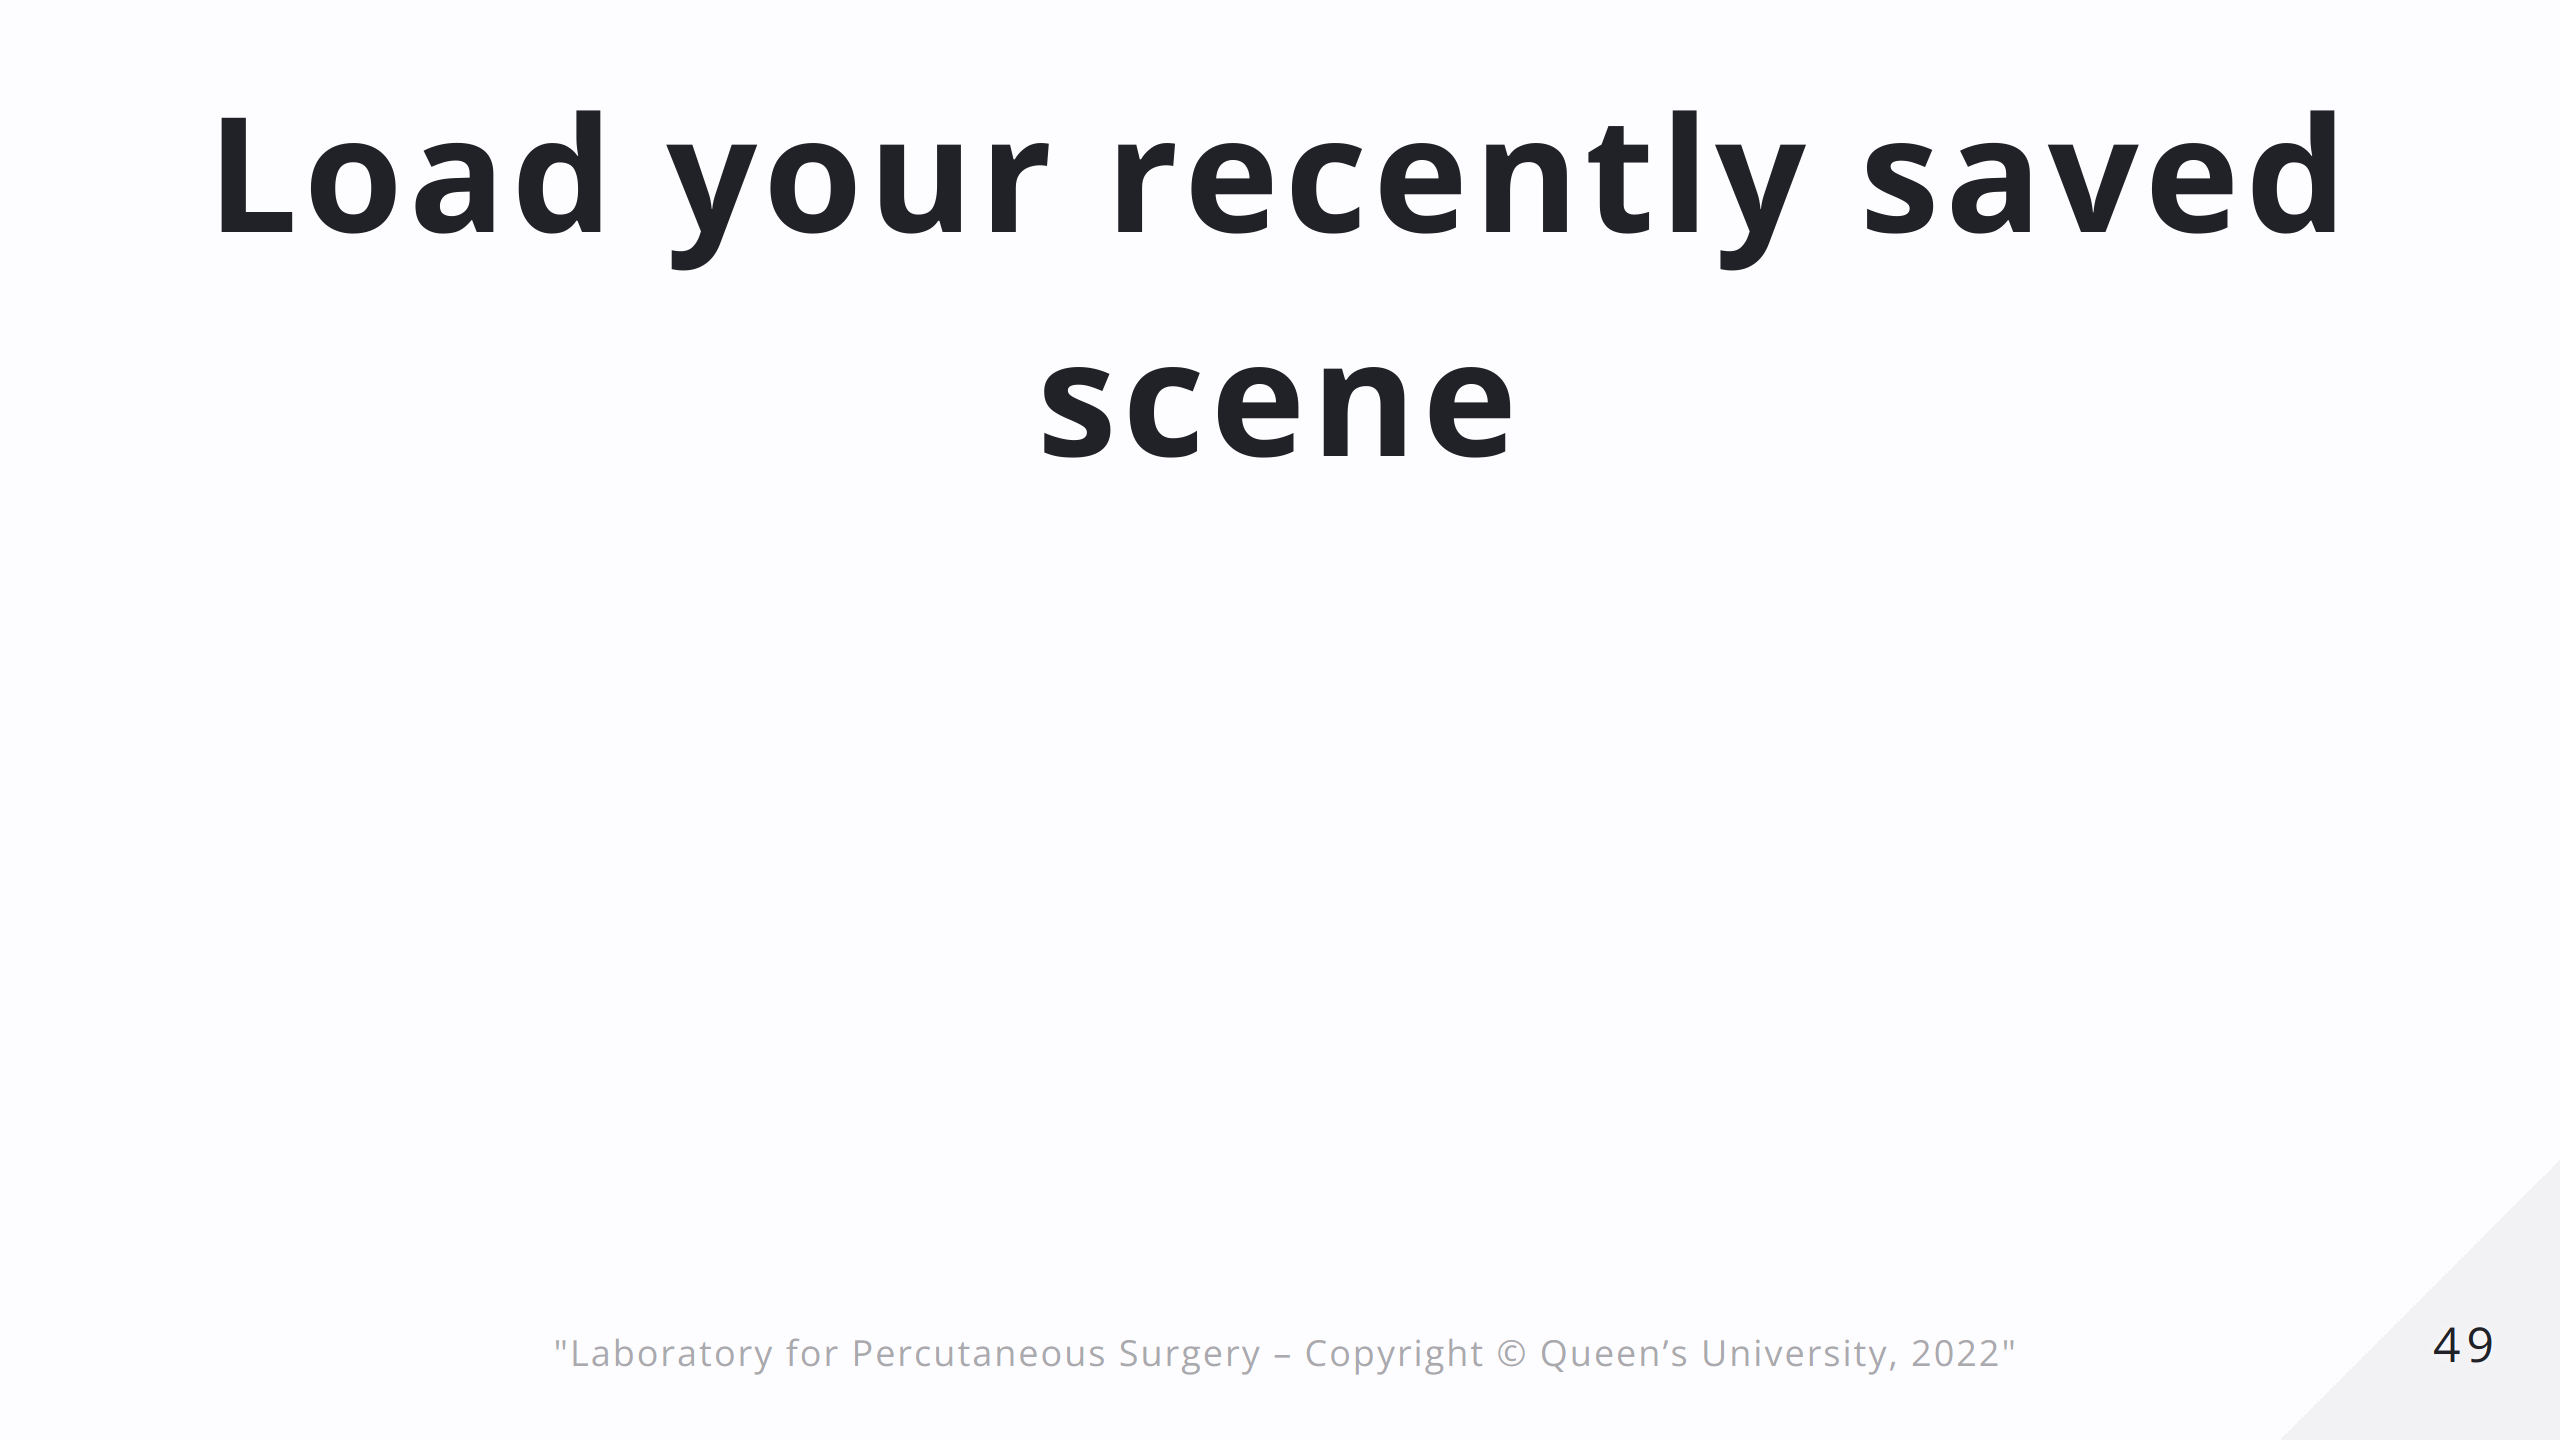 Load your recently saved
scene
"Laboratory for Percutaneous Surgery – Copyright © Queen’s University, 2022"
49